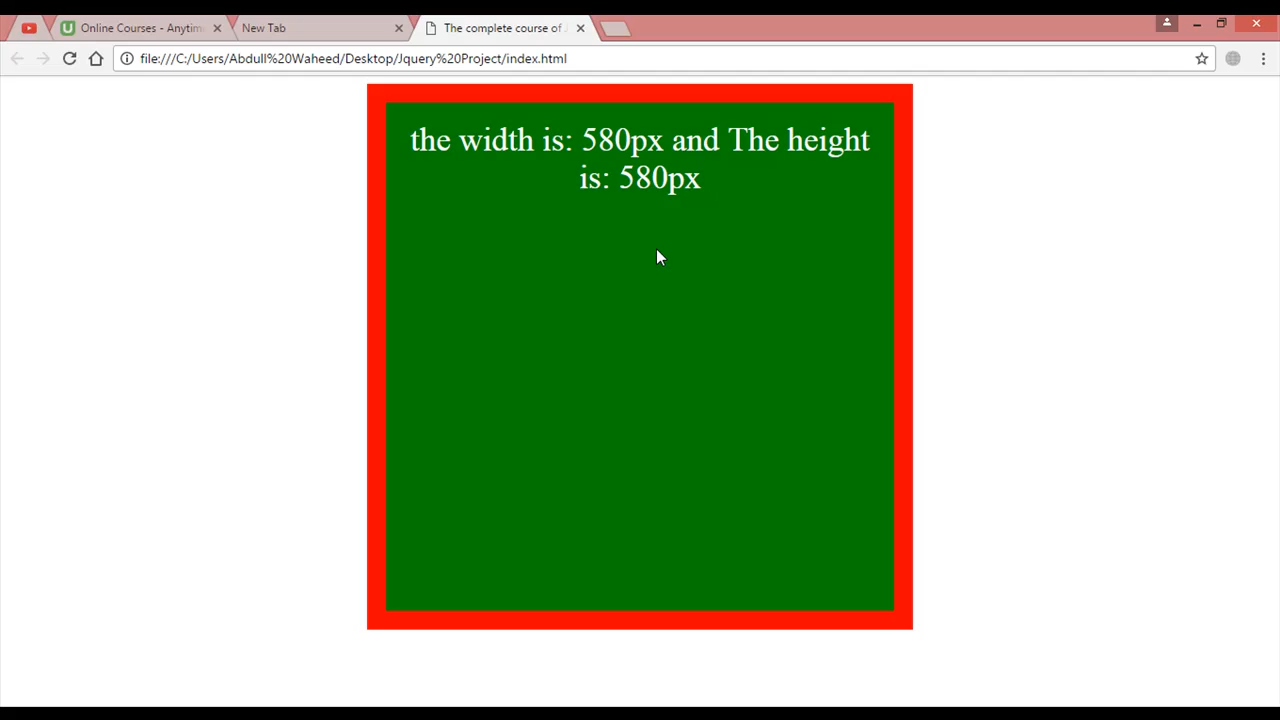 Online Courses - Anytim
New Tab
The complete course of J
file:///C:/Users/Abdull%20Waheed/Desktop/Jquery%20Project/index.html
the width is: 580px and The height
is: 580px